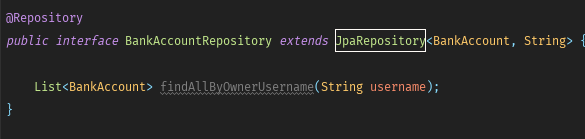 @Repository
public interface BankAccountRepository extends JpaRepository<BankAccount, String> {
List<BankAccount> findAllByOwnerUsername(String username);
}